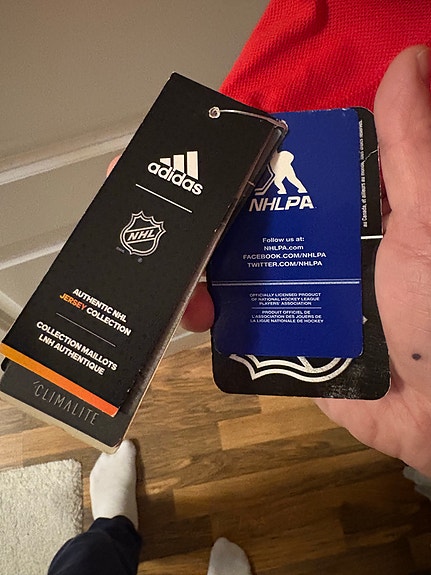 adidas
NHL
AUTHENTIC NHL
JERSEY COLLECTION
COLLECTION MAILLOTS
LNH AUTHENTIQUE
CLIMALITE
NHLPA
Follow us at:
NHLPA.com
FACEBOOK.COM/NHLPA
TWITTER.COM/NHLPA
OFFICIALLY LICENSED PRODUCT
OF NATIONAL HOCKEY LEAGUE
PLAYERS' ASSOCIATION
PRODUIT OFFICIEL DE
L'ASSOCIATION DES JOUERS DE
LA LIGUE NATIONALE DE HOCKEY